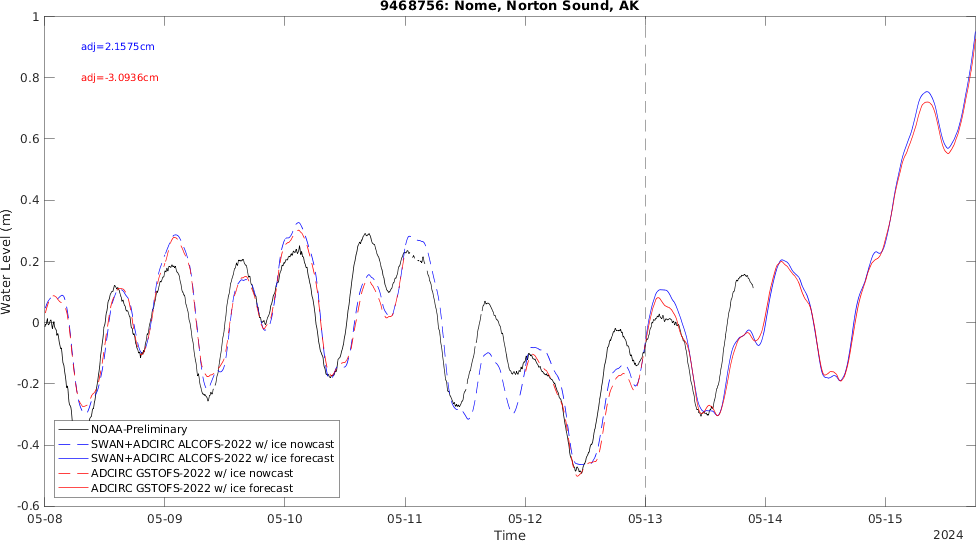 9468756: Nome, Norton Sound, AK
adj=2.1575cm
adj=-3.0936cm
1
0.8
0.6
0.4
0.2
0
-0.2
-0.4
-0.6
Water Level (m)
NOAA-Preliminary
SWAN+ADCIRC ALCOFS-2022 w/ ice nowcast
SWAN+ADCIRC ALCOFS-2022 w/ ice forecast
ADCIRC GSTOFS-2022 w/ ice nowcast
ADCIRC GSTOFS-2022 w/ ice forecast
05-08 05-09 05-10 05-11 05-12 05-13 05-14 05-15
Time
2024